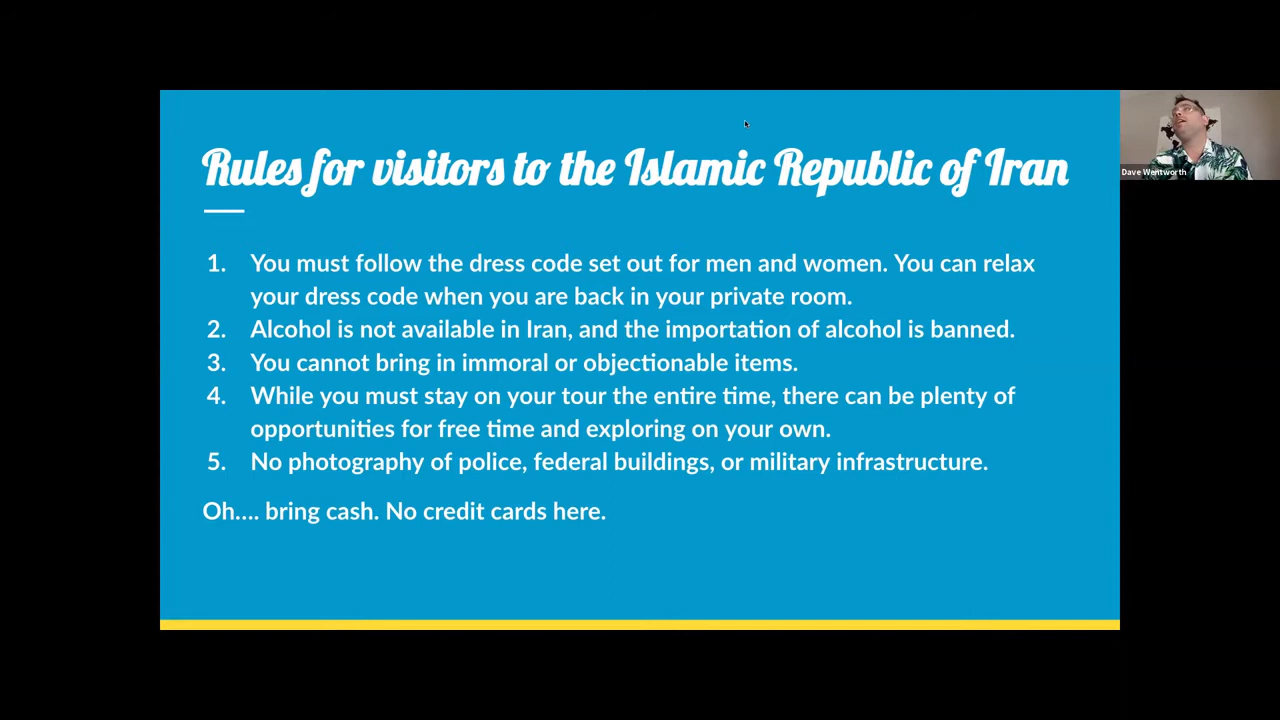 Rules for visitors to the Islamic Republic of Iran
1. You must follow the dress code set out for men and women. You can relax
your dress code when you are back in your private room.
2. Alcohol is not available in Iran, and the importation of alcohol is banned.
3. You cannot bring in immoral or objectionable items.
4. While you must stay on your tour the entire time, there can be plenty of
opportunities for free time and exploring on your own.
5. No photography of police, federal buildings, or military infrastructure.
Oh.... bring cash. No credit cards here.
Dave Wentworth